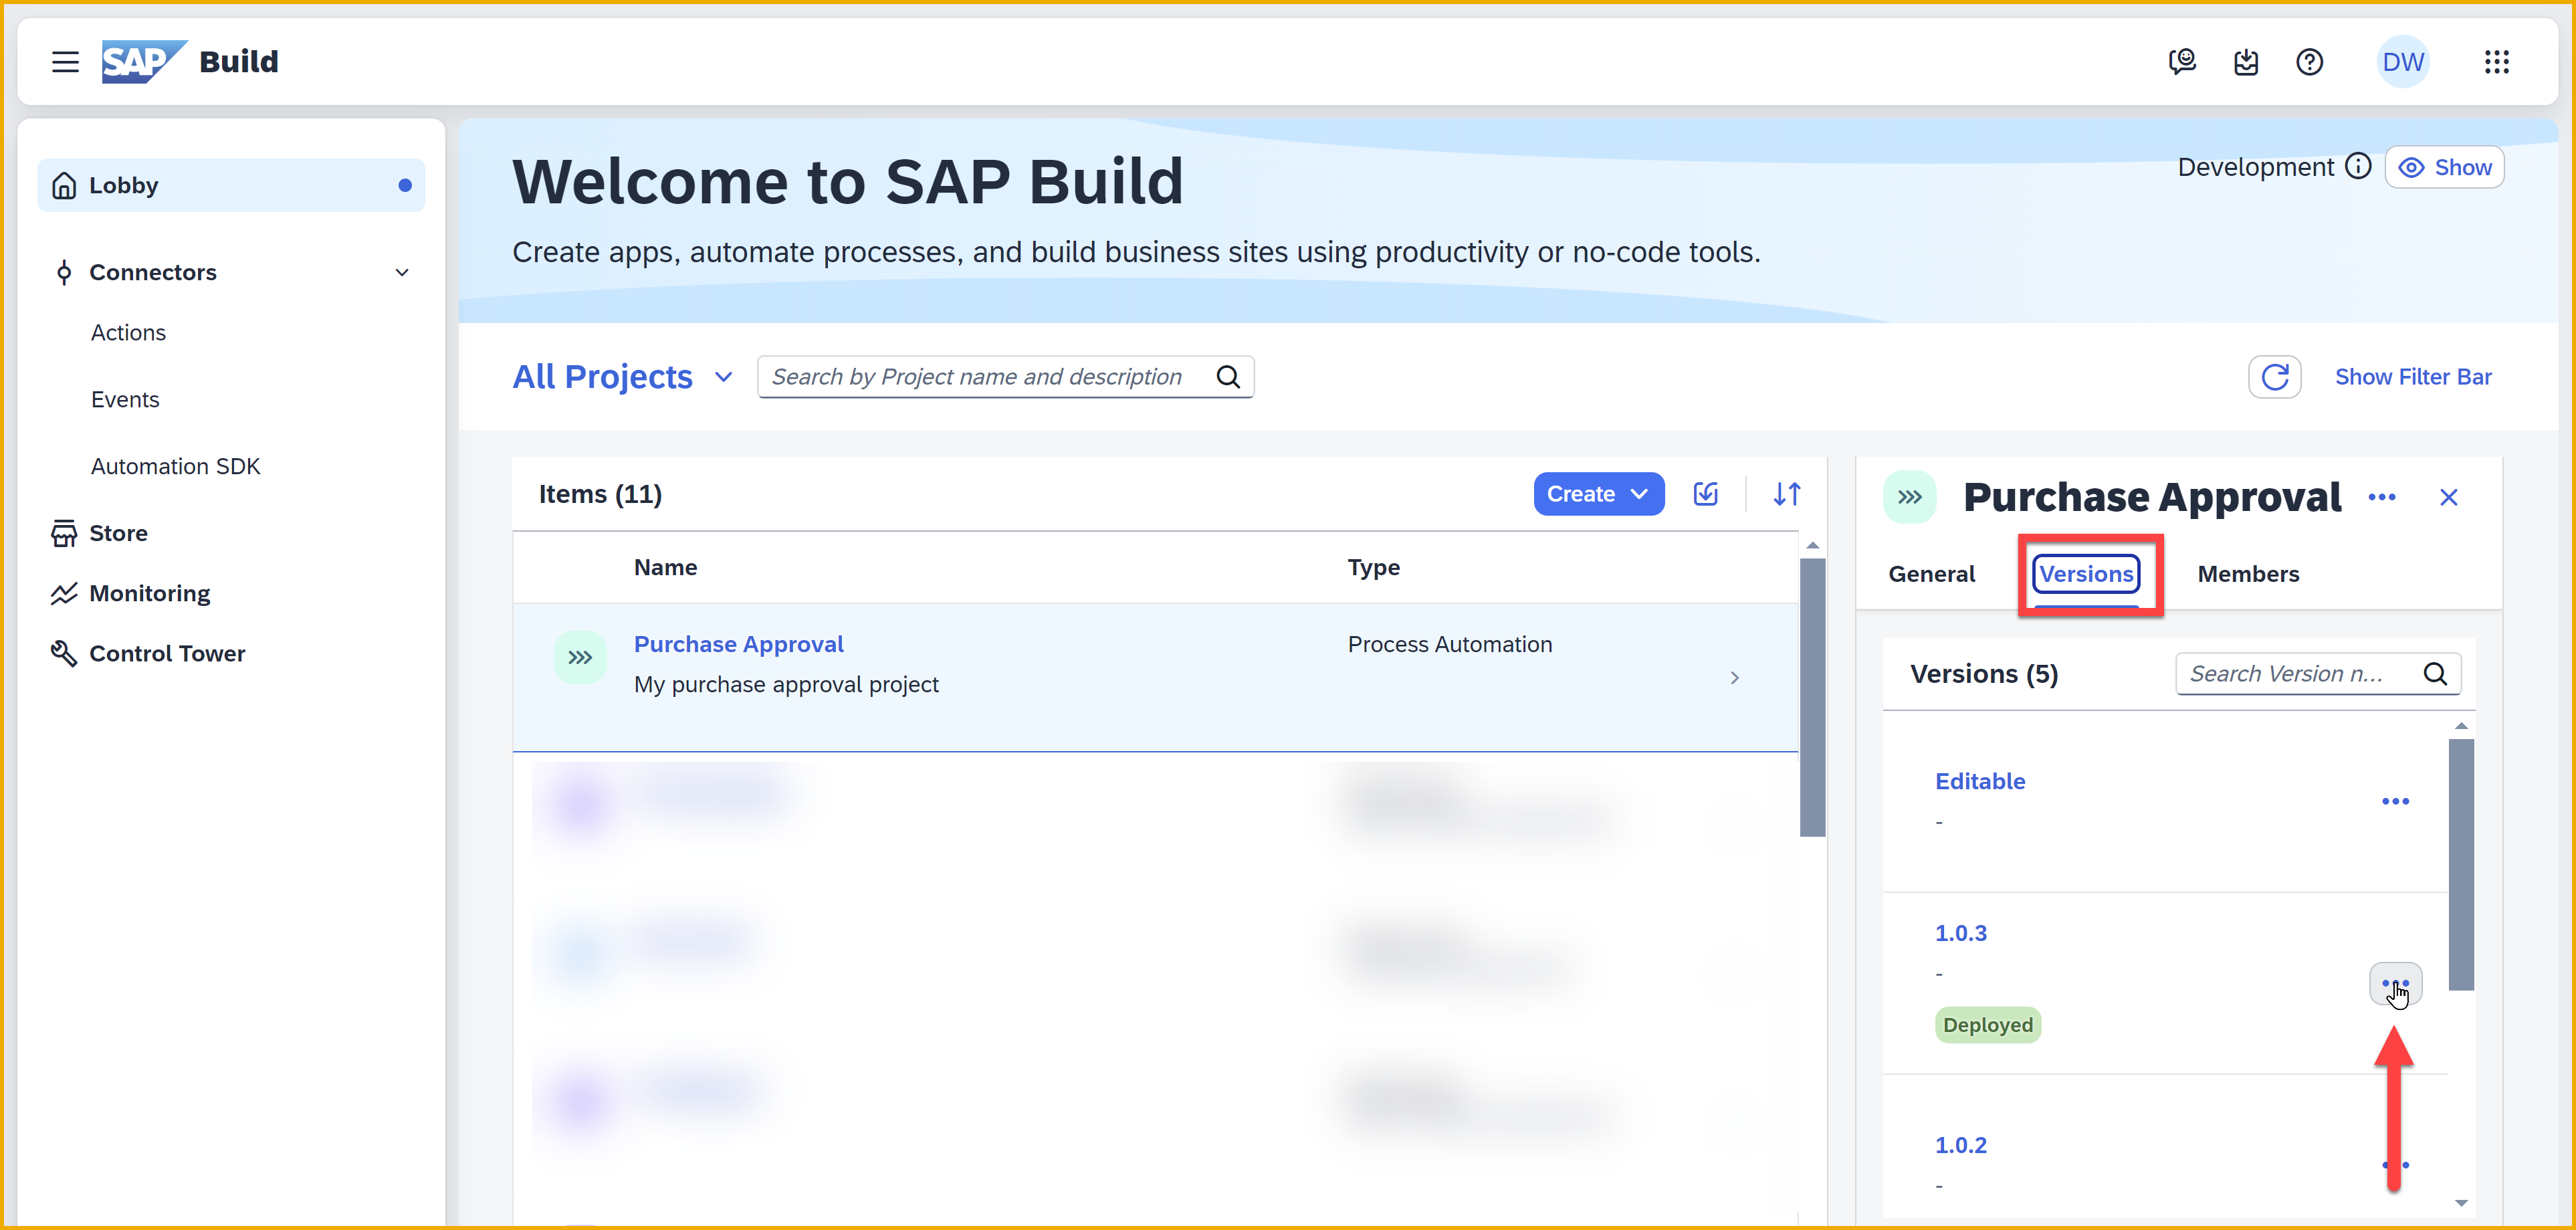 SAP Build
DW
Lobby
Connectors
Actions
Events
Automation SDK
Store
Monitoring
Control Tower
Welcome to SAP Build
Development
Show
Create apps, automate processes, and build business sites using productivity or no-code tools.
All Projects
Search by Project name and description
Show Filter Bar
Items (11)
Create
Name
Type
Purchase Approval
Process Automation
My purchase approval project
Purchase Approval
General
Versions
Members
Versions (5)
Search Version n...
Editable
-
1.0.3
-
Deployed
1.0.2
-